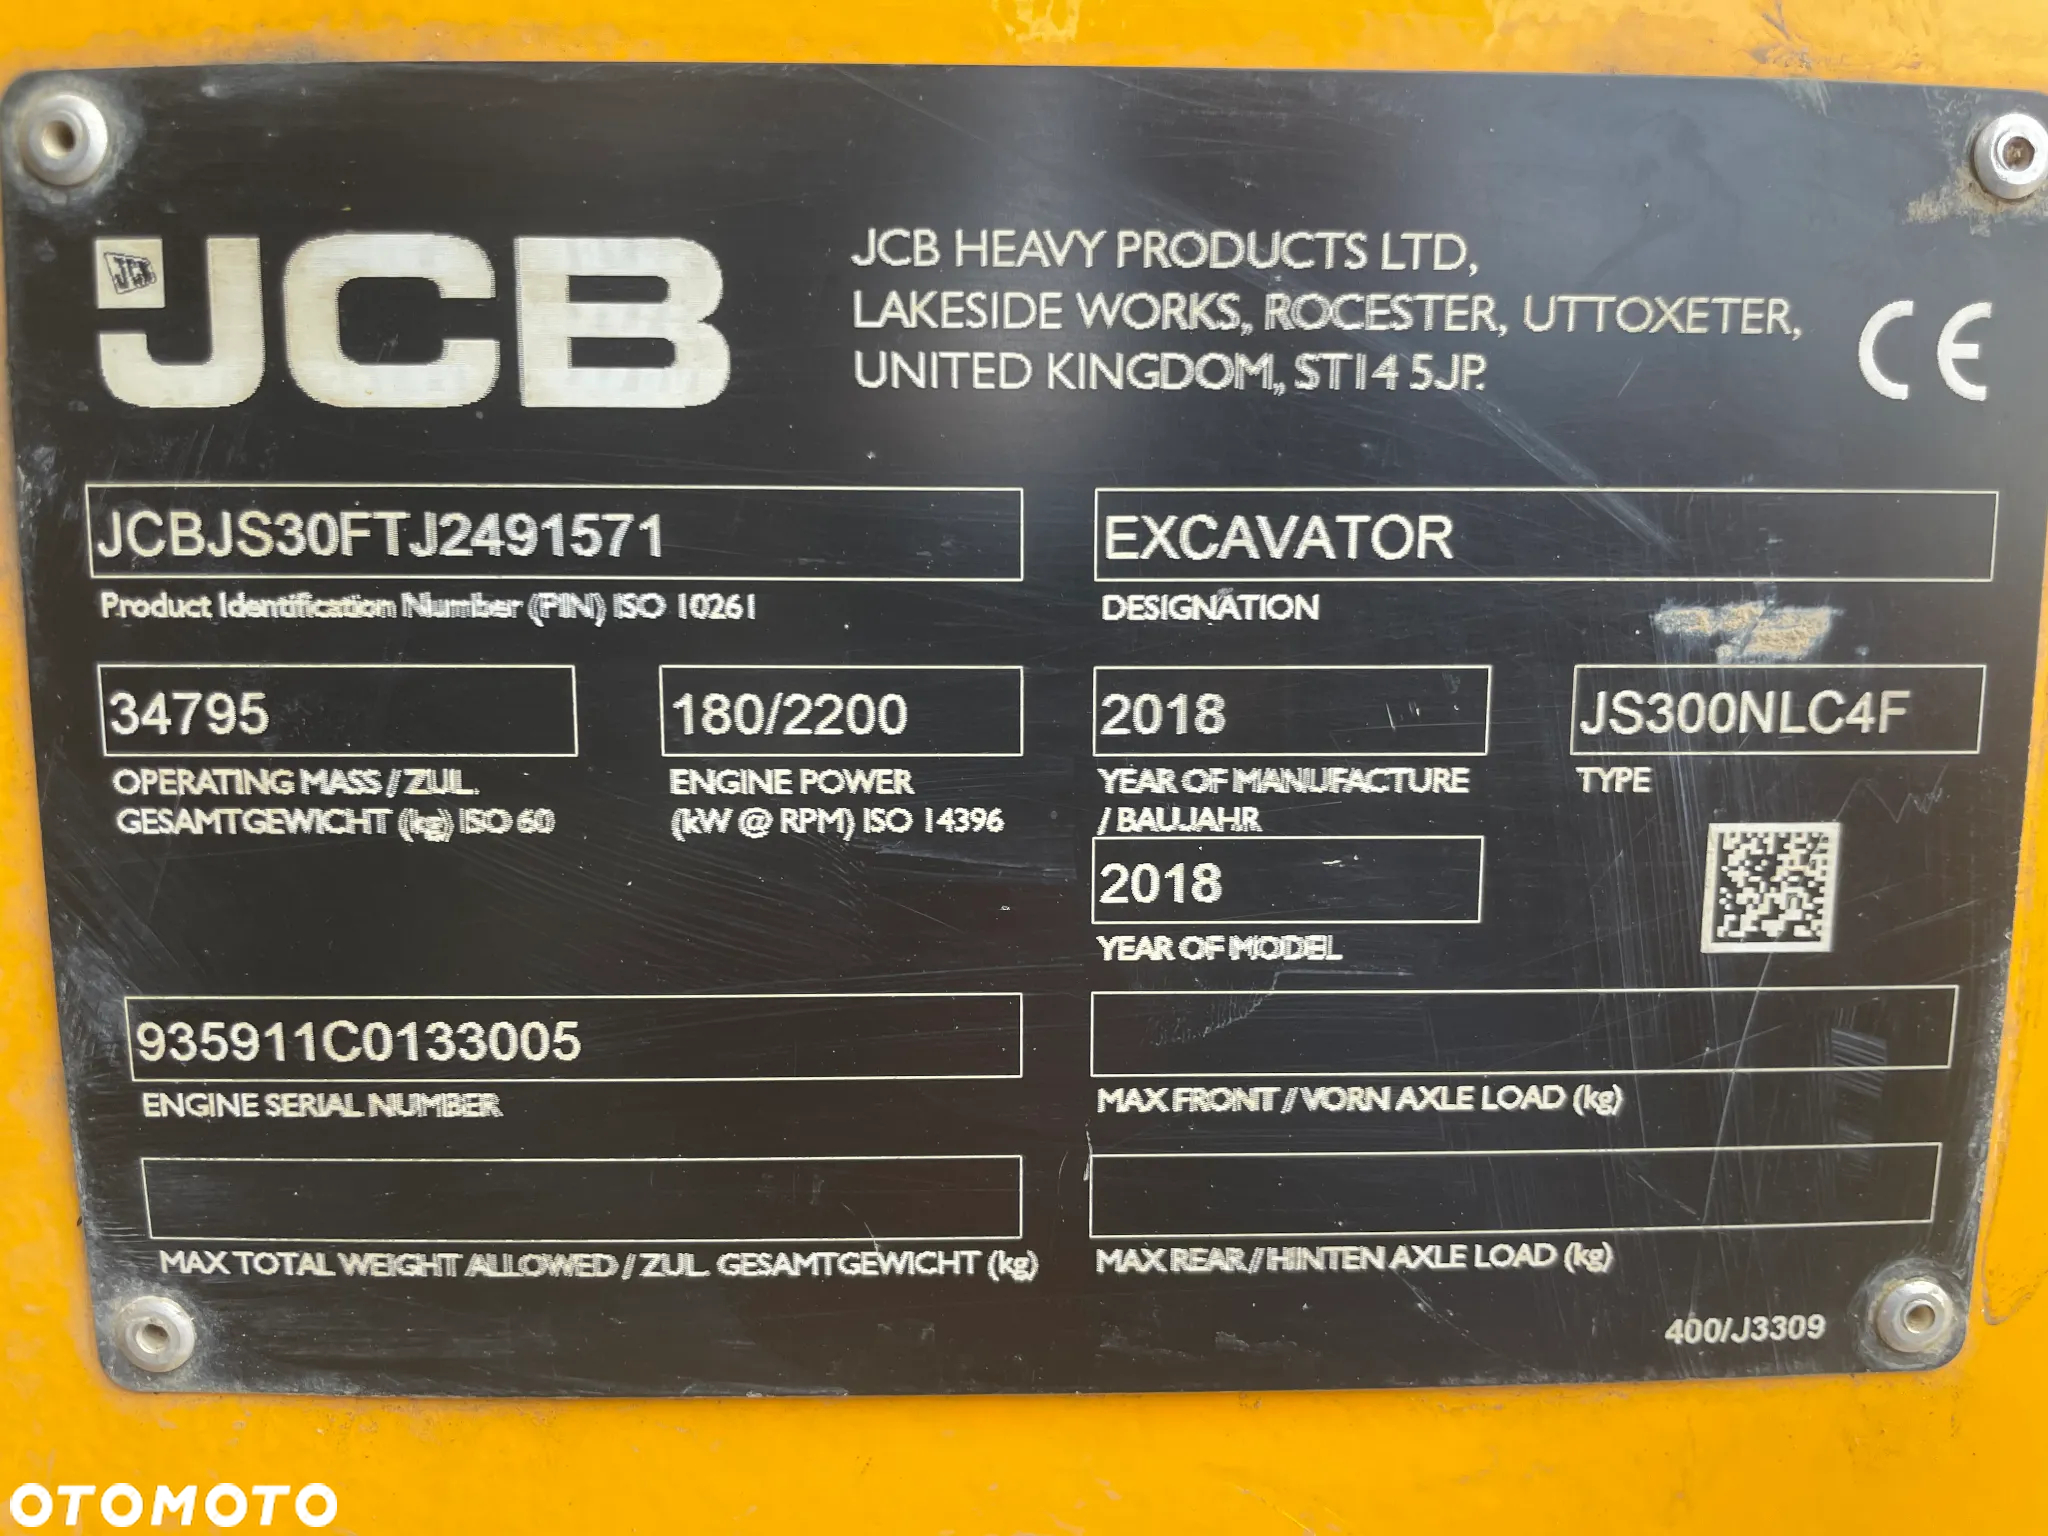 JCB
JCB
JCB HEAVY PRODUCTS LTD,
LAKESIDE WORKS, ROCESTER, UTTOXETER,
UNITED KINGDOM, ST14 5JP.
CE
JCBJS30FTJ2491571
Product Identification Number (PIN) ISO 10261
EXCAVATOR
DESIGNATION
34795
OPERATING MASS / ZUL.
GESAMTGEWICHT (kg) ISO 60
180/2200
ENGINE POWER
(kW @ RPM) ISO 14396
2018
YEAR OF MANUFACTURE
/ BAUJAHR
JS300NLC4F
TYPE
2018
YEAR OF MODEL
935911C0133005
ENGINE SERIAL NUMBER
MAX FRONT / VORN AXLE LOAD (kg)
MAX TOTAL WEIGHT ALLOWED / ZUL. GESAMTGEWICHT (kg)
MAX REAR / HINTEN AXLE LOAD (kg)
400/J3309
OTOMOTO